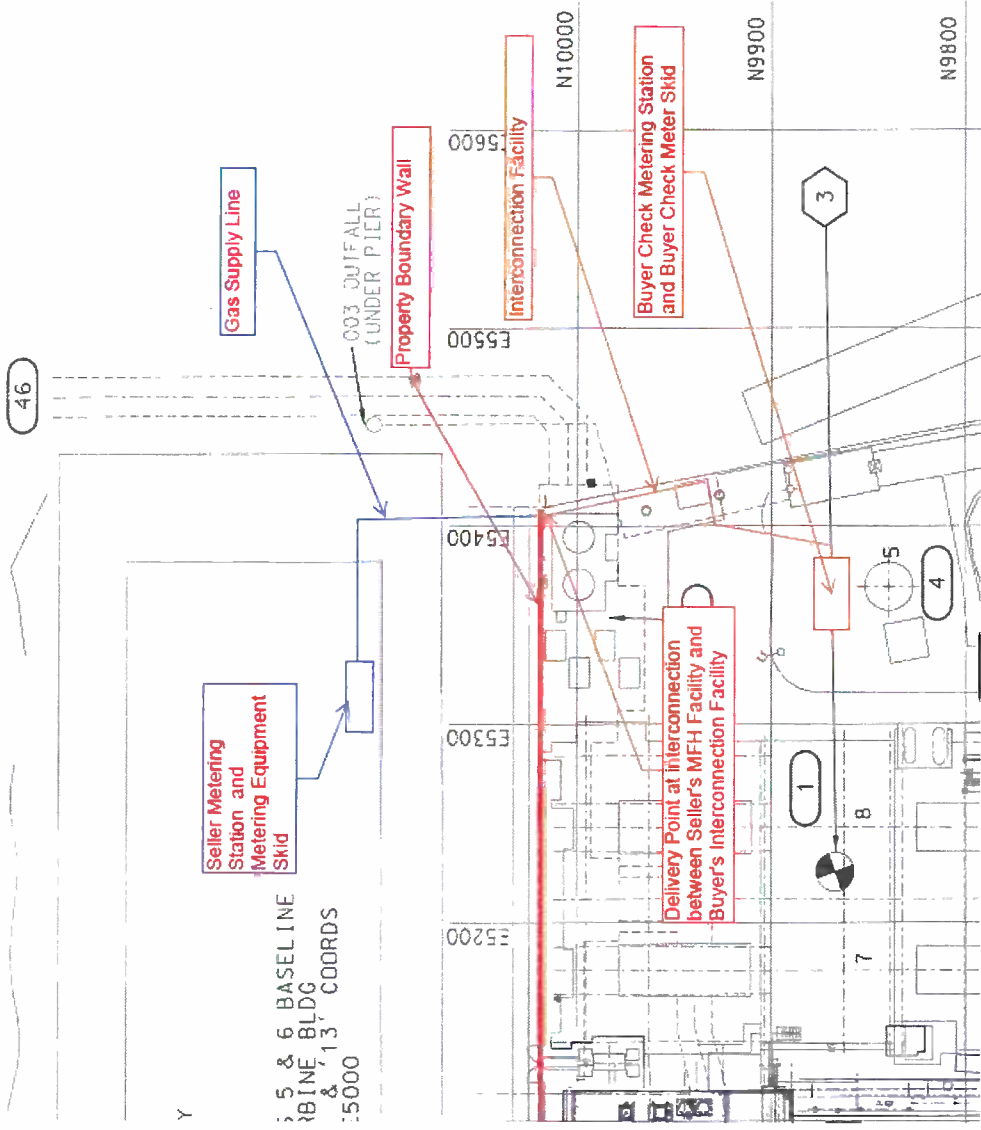 46
Gas Supply Line
003 OUTFALL
(UNDER PIER)
Property Boundary Wall
Interconnection Facility
Buyer Check Metering Station
and Buyer Check Meter Skid
N10000
N9900
N9800
E5600
E5500
E5400
E5300
E5200
3
Seller Metering
Station and
Metering Equipment
Skid
Delivery Point at interconnection
between Seller's MFH Facility and
Buyer's Interconnection Facility
5
4
1
8
7
5 & 6 BASELINE
RBINE BLDG
& '13' COORDS
E5000
Y